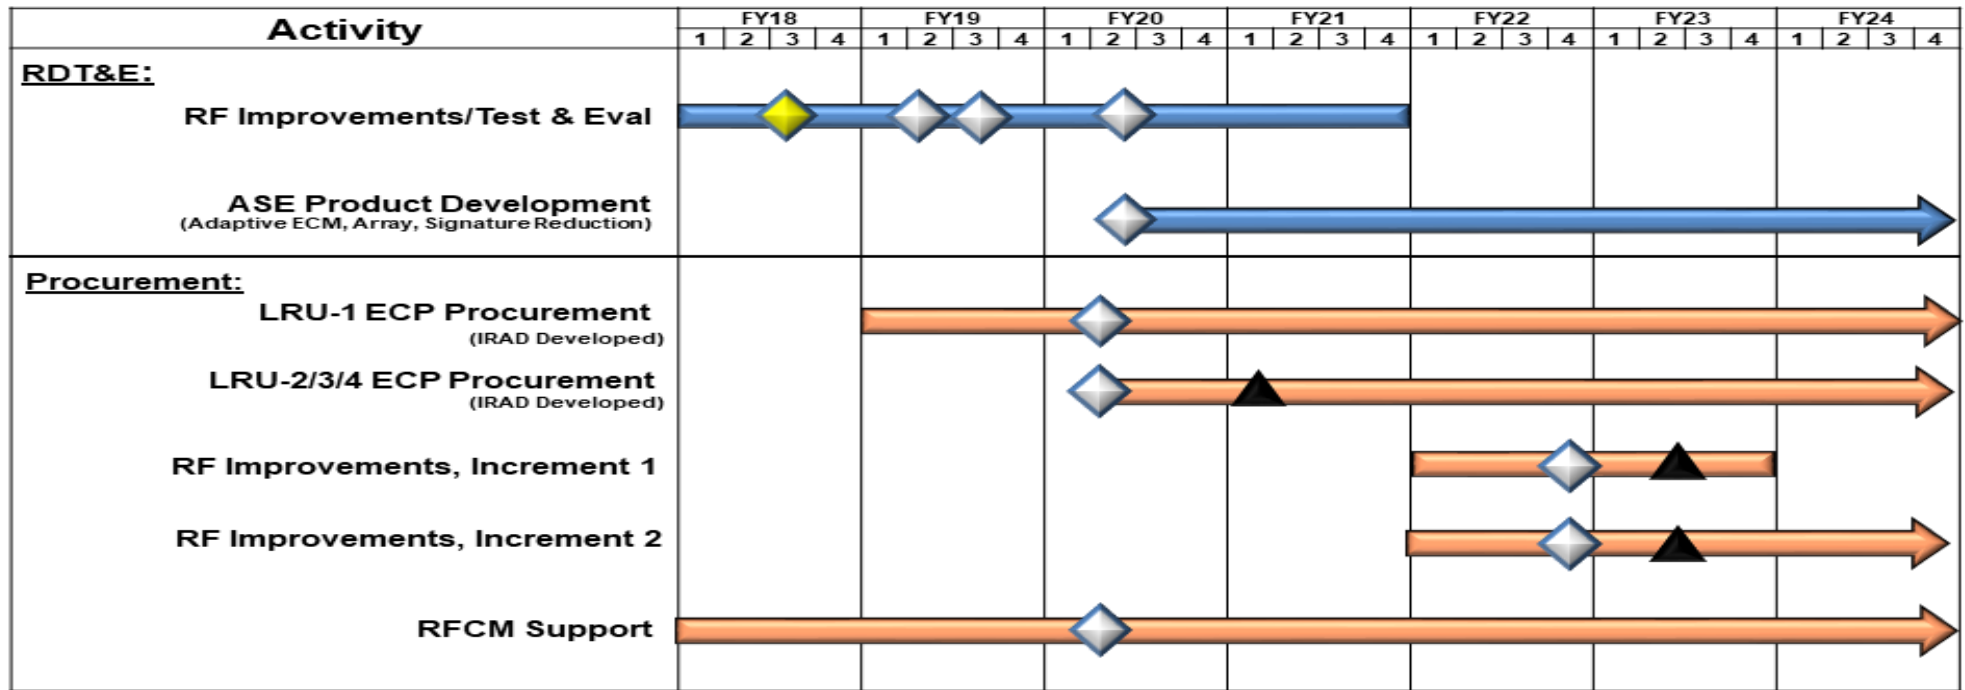 Activity
FY18 FY19 FY20 FY21 FY22 FY23 FY24
1 2 3 4 1 2 3 4 1 2 3 4 1 2 3 4 1 2 3 4 1 2 3 4 1 2 3 4
RDT&E:
RF Improvements/Test & Eval
ASE Product Development
(Adaptive ECM, Array, Signature Reduction)
Procurement:
LRU-1 ECP Procurement
(IRAD Developed)
LRU-2/3/4 ECP Procurement
(IRAD Developed)
RF Improvements, Increment 1
RF Improvements, Increment 2
RFCM Support